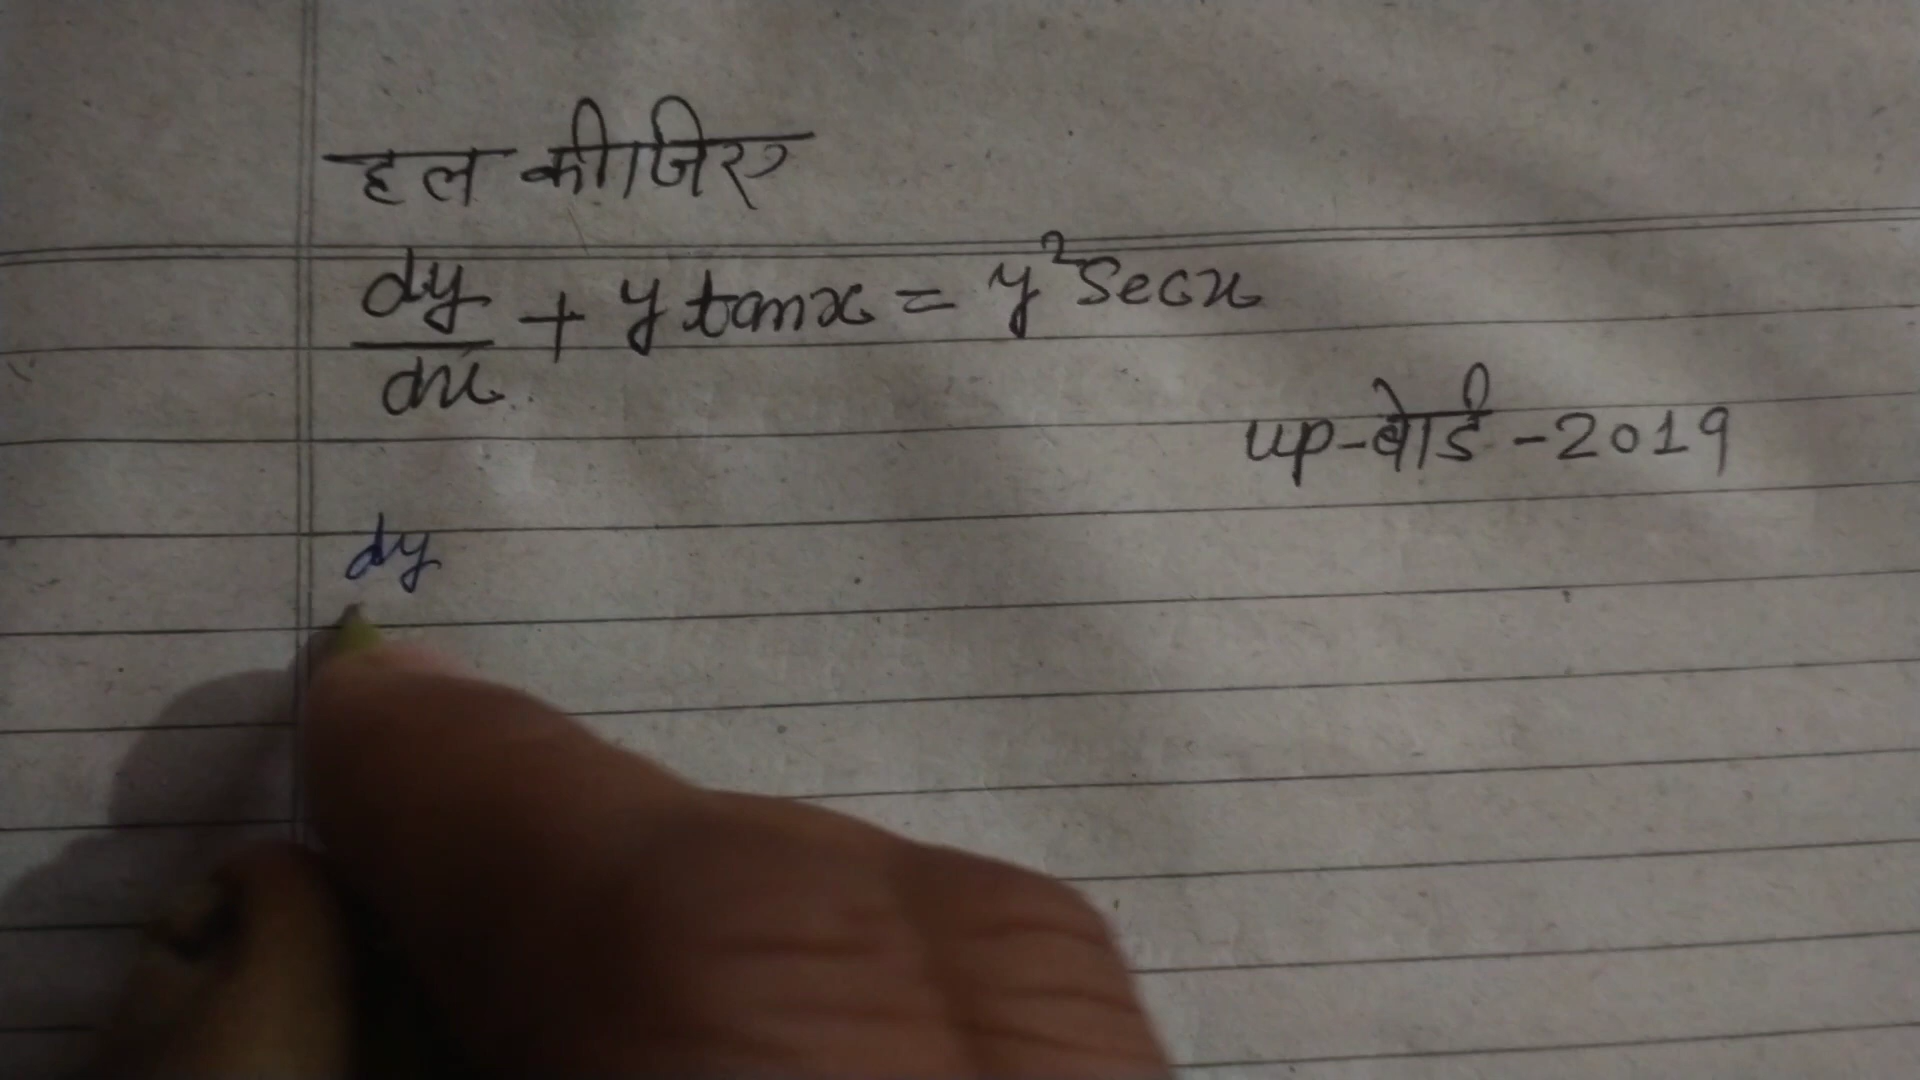 हल कीजिए
dy/dx + y tanx = y² Secx
up-बोर्ड -2019
dy